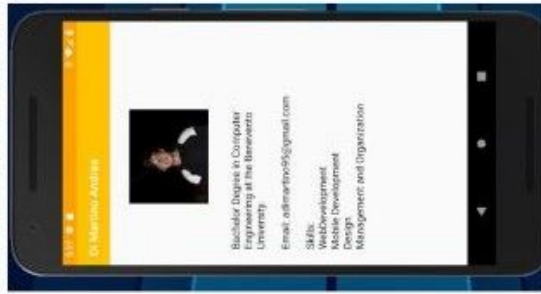 Di Martino Andrea
Bachelor Degree in Computer
Engineering at the Benevento
University
Email: adimartino95@gmail.com
Skills:
WebDevelopment
Mobile Development
Design
Management and Organization